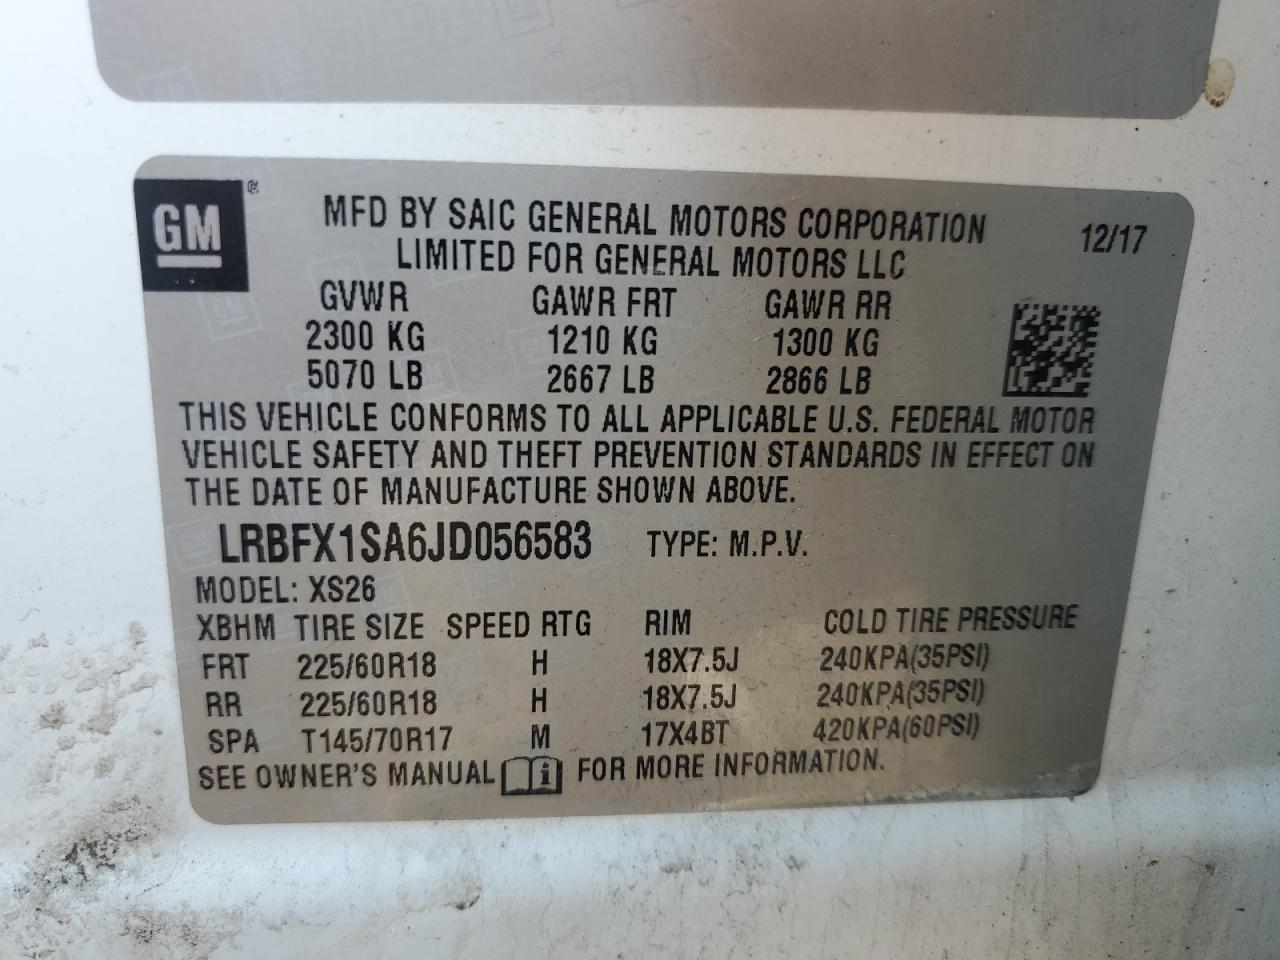 GM ®
MFD BY SAIC GENERAL MOTORS CORPORATION 12/17
LIMITED FOR GENERAL MOTORS LLC
GVWR GAWR FRT GAWR RR
2300 KG 1210 KG 1300 KG
5070 LB 2667 LB 2866 LB
THIS VEHICLE CONFORMS TO ALL APPLICABLE U.S. FEDERAL MOTOR
VEHICLE SAFETY AND THEFT PREVENTION STANDARDS IN EFFECT ON
THE DATE OF MANUFACTURE SHOWN ABOVE.
LRBFX1SA6JD056583 TYPE: M.P.V.
MODEL: XS26
XBHM TIRE SIZE SPEED RTG RIM COLD TIRE PRESSURE
FRT 225/60R18 H 18X7.5J 240KPA(35PSI)
RR 225/60R18 H 18X7.5J 240KPA(35PSI)
SPA T145/70R17 M 17X4BT 420KPA(60PSI)
SEE OWNER'S MANUAL i FOR MORE INFORMATION.